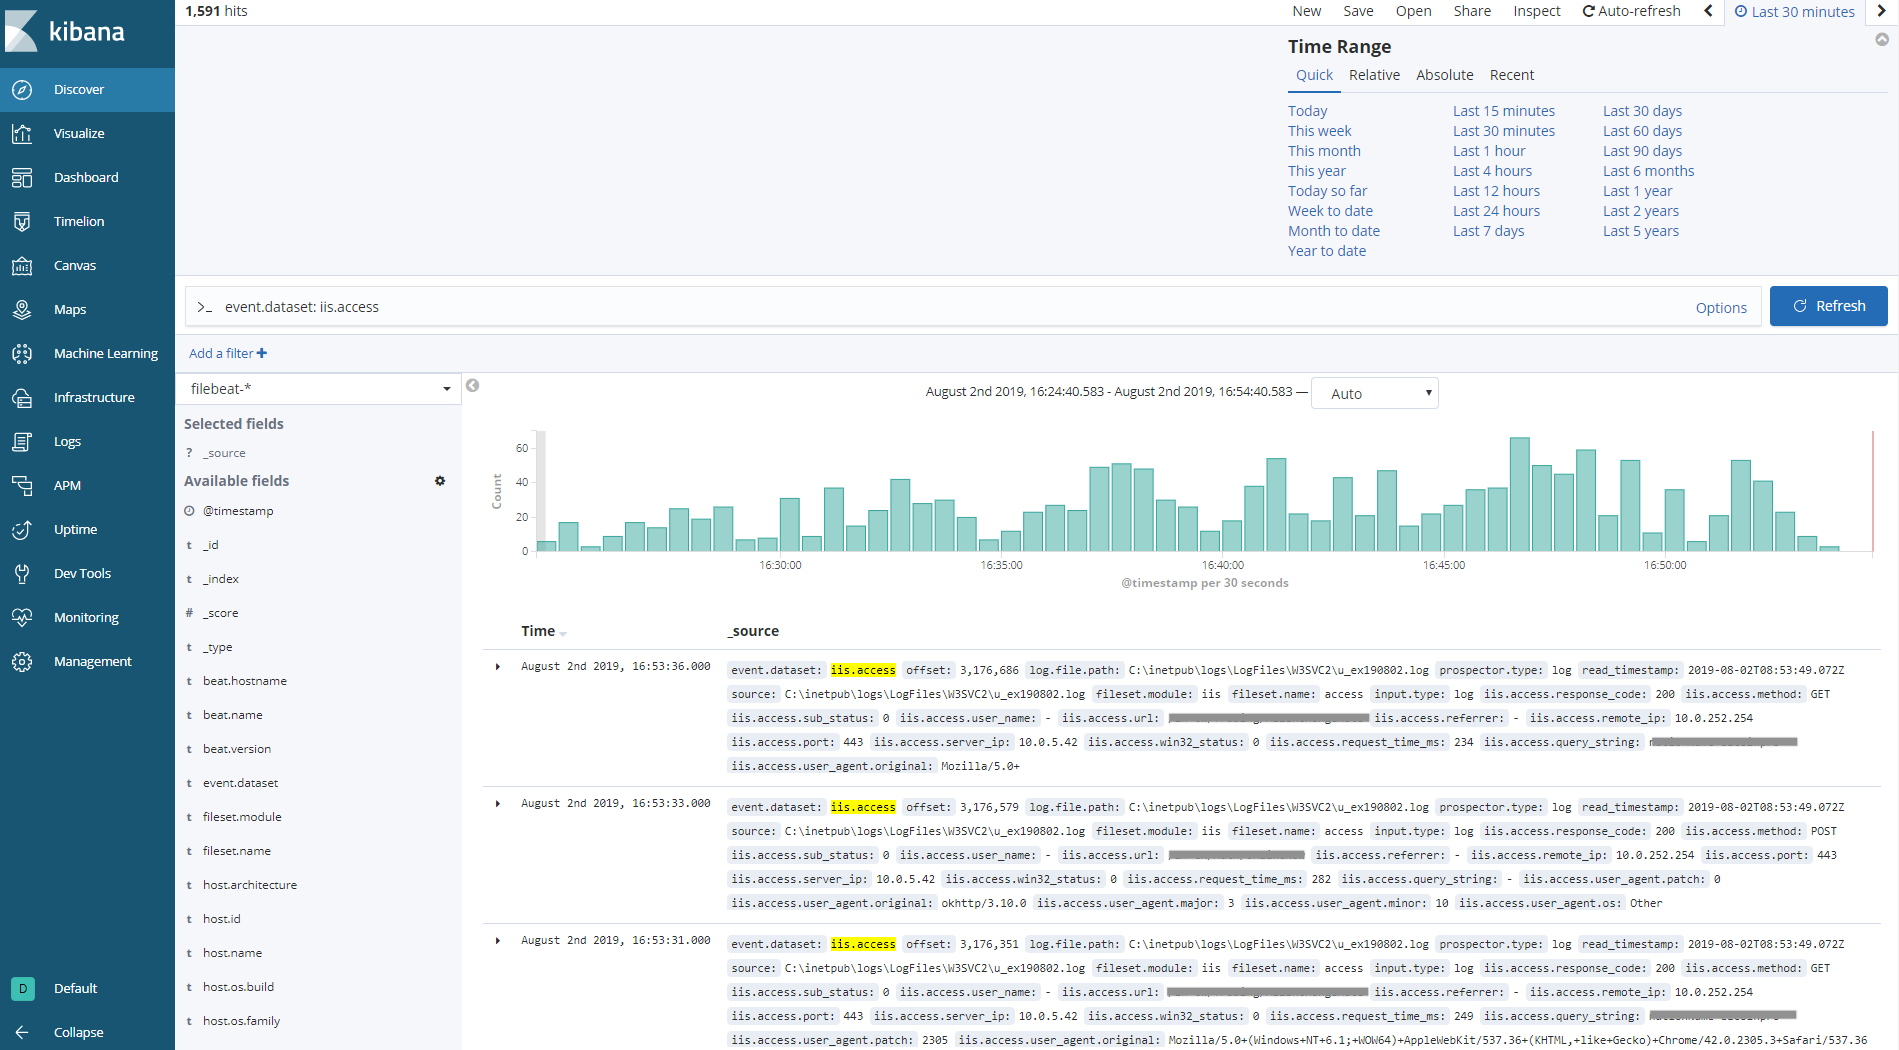 kibana
Discover
Visualize
Dashboard
Timelion
Canvas
Maps
Machine Learning
Infrastructure
Logs
APM
Uptime
Dev Tools
Monitoring
Management
D Default
Collapse
1,591 hits
New Save Open Share Inspect Auto-refresh Last 30 minutes
Time Range
Quick Relative Absolute Recent
Today Last 15 minutes Last 30 days
This week Last 30 minutes Last 60 days
This month Last 1 hour Last 90 days
This year Last 4 hours Last 6 months
Today so far Last 12 hours Last 1 year
Week to date Last 24 hours Last 2 years
Month to date Last 7 days Last 5 years
Year to date
>_ event.dataset: iis.access Options Refresh
Add a filter +
filebeat-*
Selected fields
? _source
Available fields
@timestamp
t _id
t _index
# _score
t _type
t beat.hostname
t beat.name
t beat.version
t event.dataset
t fileset.module
t fileset.name
t host.architecture
t host.id
t host.name
t host.os.build
t host.os.family
August 2nd 2019, 16:24:40.583 - August 2nd 2019, 16:54:40.583 — Auto
Count
60
40
20
0
16:30:00 16:35:00 16:40:00 16:45:00 16:50:00
@timestamp per 30 seconds
Time _source
August 2nd 2019, 16:53:36.000 event.dataset: iis.access offset: 3,176,686 log.file.path: C:\inetpub\logs\LogFiles\W3SVC2\u_ex190802.log prospector.type: log read_timestamp: 2019-08-02T08:53:49.072Z
source: C:\inetpub\logs\LogFiles\W3SVC2\u_ex190802.log fileset.module: iis fileset.name: access input.type: log iis.access.response_code: 200 iis.access.method: GET
iis.access.sub_status: 0 iis.access.user_name: - iis.access.url: iis.access.referrer: - iis.access.remote_ip: 10.0.252.254
iis.access.port: 443 iis.access.server_ip: 10.0.5.42 iis.access.win32_status: 0 iis.access.request_time_ms: 234 iis.access.query_string:
iis.access.user_agent.original: Mozilla/5.0+
August 2nd 2019, 16:53:33.000 event.dataset: iis.access offset: 3,176,579 log.file.path: C:\inetpub\logs\LogFiles\W3SVC2\u_ex190802.log prospector.type: log read_timestamp: 2019-08-02T08:53:49.072Z
source: C:\inetpub\logs\LogFiles\W3SVC2\u_ex190802.log fileset.module: iis fileset.name: access input.type: log iis.access.response_code: 200 iis.access.method: POST
iis.access.sub_status: 0 iis.access.user_name: - iis.access.url: iis.access.referrer: - iis.access.remote_ip: 10.0.252.254 iis.access.port: 443
iis.access.server_ip: 10.0.5.42 iis.access.win32_status: 0 iis.access.request_time_ms: 282 iis.access.query_string: - iis.access.user_agent.patch: 0
iis.access.user_agent.original: okhttp/3.10.0 iis.access.user_agent.major: 3 iis.access.user_agent.minor: 10 iis.access.user_agent.os: Other
August 2nd 2019, 16:53:31.000 event.dataset: iis.access offset: 3,176,351 log.file.path: C:\inetpub\logs\LogFiles\W3SVC2\u_ex190802.log prospector.type: log read_timestamp: 2019-08-02T08:53:49.072Z
source: C:\inetpub\logs\LogFiles\W3SVC2\u_ex190802.log fileset.module: iis fileset.name: access input.type: log iis.access.response_code: 200 iis.access.method: GET
iis.access.sub_status: 0 iis.access.user_name: - iis.access.url: iis.access.referrer: - iis.access.remote_ip: 10.0.252.254
iis.access.port: 443 iis.access.server_ip: 10.0.5.42 iis.access.win32_status: 0 iis.access.request_time_ms: 249 iis.access.query_string:
iis.access.user_agent.patch: 2305 iis.access.user_agent.original: Mozilla/5.0+(Windows+NT+6.1;+WOW64)+AppleWebKit/537.36+(KHTML,+like+Gecko)+Chrome/42.0.2305.3+Safari/537.36